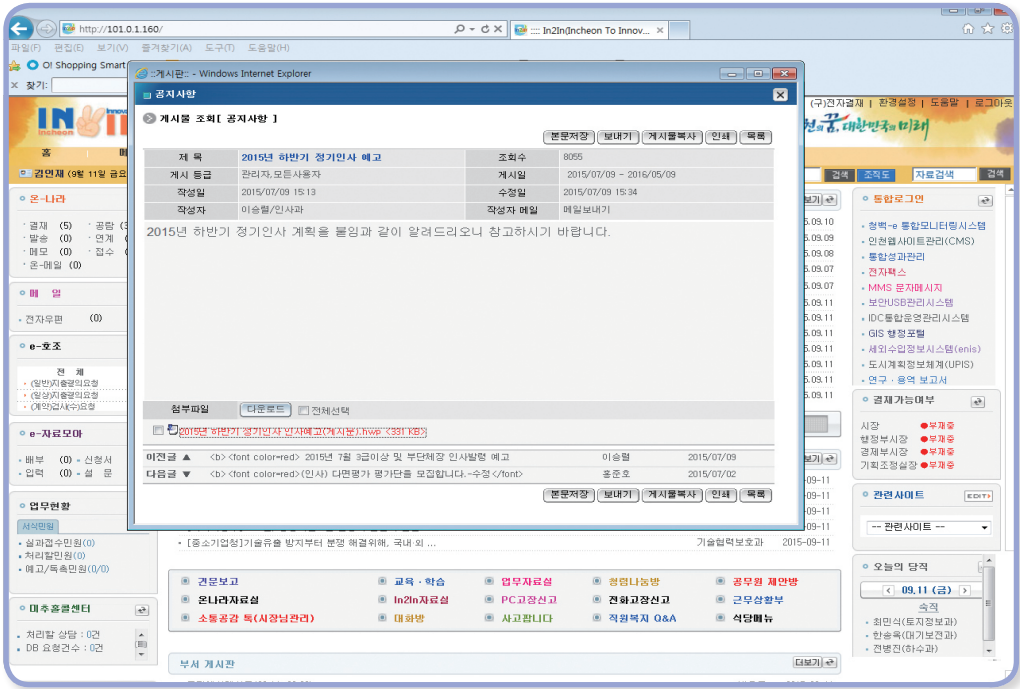 http://101.0.1.160/
:::: In2In(Incheon To Innov...
파일(F) 편집(E) 보기(V) 즐겨찾기(A) 도구(T) 도움말(H)
O! Shopping Smart
찾기:
::게시판:: - Windows Internet Explorer
공지사항
게시물 조회[ 공지사항 ]
본문저장 보내기 게시물복사 인쇄 목록
제 목 2015년 하반기 정기인사 예고 조회수 8055
게시 등급 관리자,모든사용자 게시일 2015/07/09 - 2016/05/09
작성일 2015/07/09 15:13 수정일 2015/07/09 15:34
작성자 이승렬/인사과 작성자 메일 메일보내기
2015년 하반기 정기인사 계획을 붙임과 같이 알려드리오니 참고하시기 바랍니다.
첨부파일 다운로드 전체선택
2015년 하반기 정기인사 인사예고(게시문).hwp <331 KB>
이전글 ▲ <b> <font color=red> 2015년 7월 3급이상 및 부단체장 인사발령 예고 이승렬 2015/07/09
다음글 ▼ <b> <font color=red>(인사) 다면평가 평가단을 모집합니다.-수정</font> 홍준호 2015/07/02
본문저장 보내기 게시물복사 인쇄 목록
(구)전자결재 | 환경설정 | 도움말 | 로그아웃
대한민국의 미래
IN
Incheon
홈
김민재 (9월 11일 금요
검색 조직도 자료검색 검색
온-나라
결재 (5) 공람
발송 (0) 연계
메모 (0) 접수
온-메일 (0)
메 일
전자우편 (0)
e-호조
전 체
(일반)지출결의요청
(일상)지출결의요청
(계약)검사(수)요청
e-자료모아
배부 (0) 신청서
입력 (0) 설 문
업무현황
서식민원
실과접수민원(0)
처리할민원(0)
예고/독촉민원(0/0)
미추홀콜센터
처리할 상담 : 0건
DB 요청건수 : 0건
[중소기업청]기술유출 방지부터 분쟁 해결위해, 국내·외 ... 기술협력보호과 2015-09-11
견문보고 교육 · 학습 업무자료실 청렴나눔방 공무원 제안방
온나라자료실 In2In자료실 PC고장신고 전화고장신고 근무상황부
소통공감 톡(시장님관리) 대화방 사고팝니다 직원복지 Q&A 식당메뉴
부서 게시판 더보기
통합로그인
청백-e 통합모니터링시스템
인천웹사이트관리(CMS)
통합성과관리
전자팩스
MMS 문자메시지
보안USB관리시스템
IDC통합운영관리시스템
GIS 행정포털
세외수입정보시스템(enis)
도시계획정보체계(UPIS)
연구 · 용역 보고서
결재가능여부
시장 ●부재중
행정부시장 ●부재중
경제부시장 ●부재중
기획조정실장 ●부재중
관련사이트 EDIT
-- 관련사이트 --
오늘의 당직
09.11 (금)
숙직
최민식(토지정보과)
한송옥(대기보전과)
전병진(하수과)